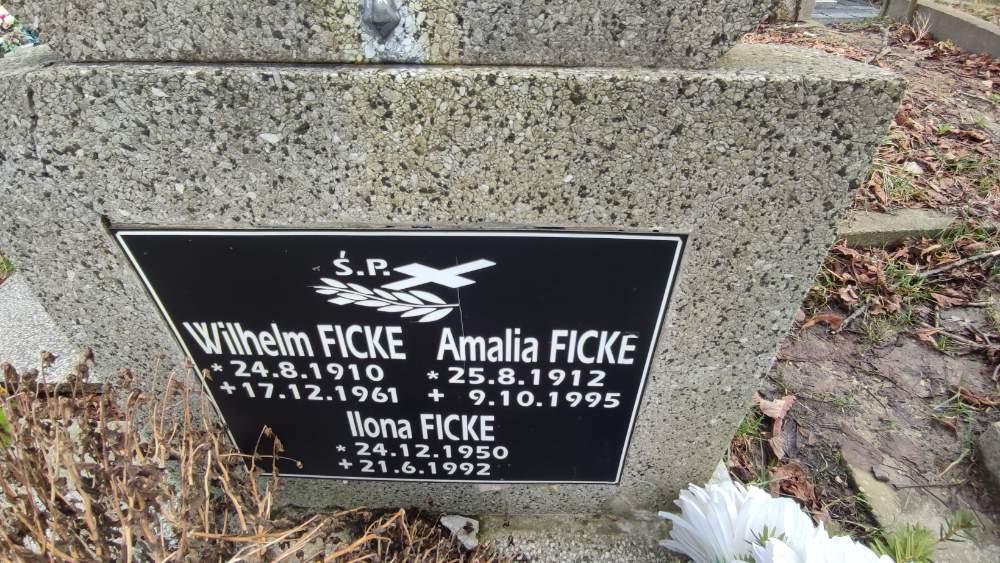 Ś.P.
Wilhelm FICKE
* 24.8.1910
+ 17.12.1961
Amalia FICKE
* 25.8.1912
+ 9.10.1995
Ilona FICKE
* 24.12.1950
+ 21.6.1992